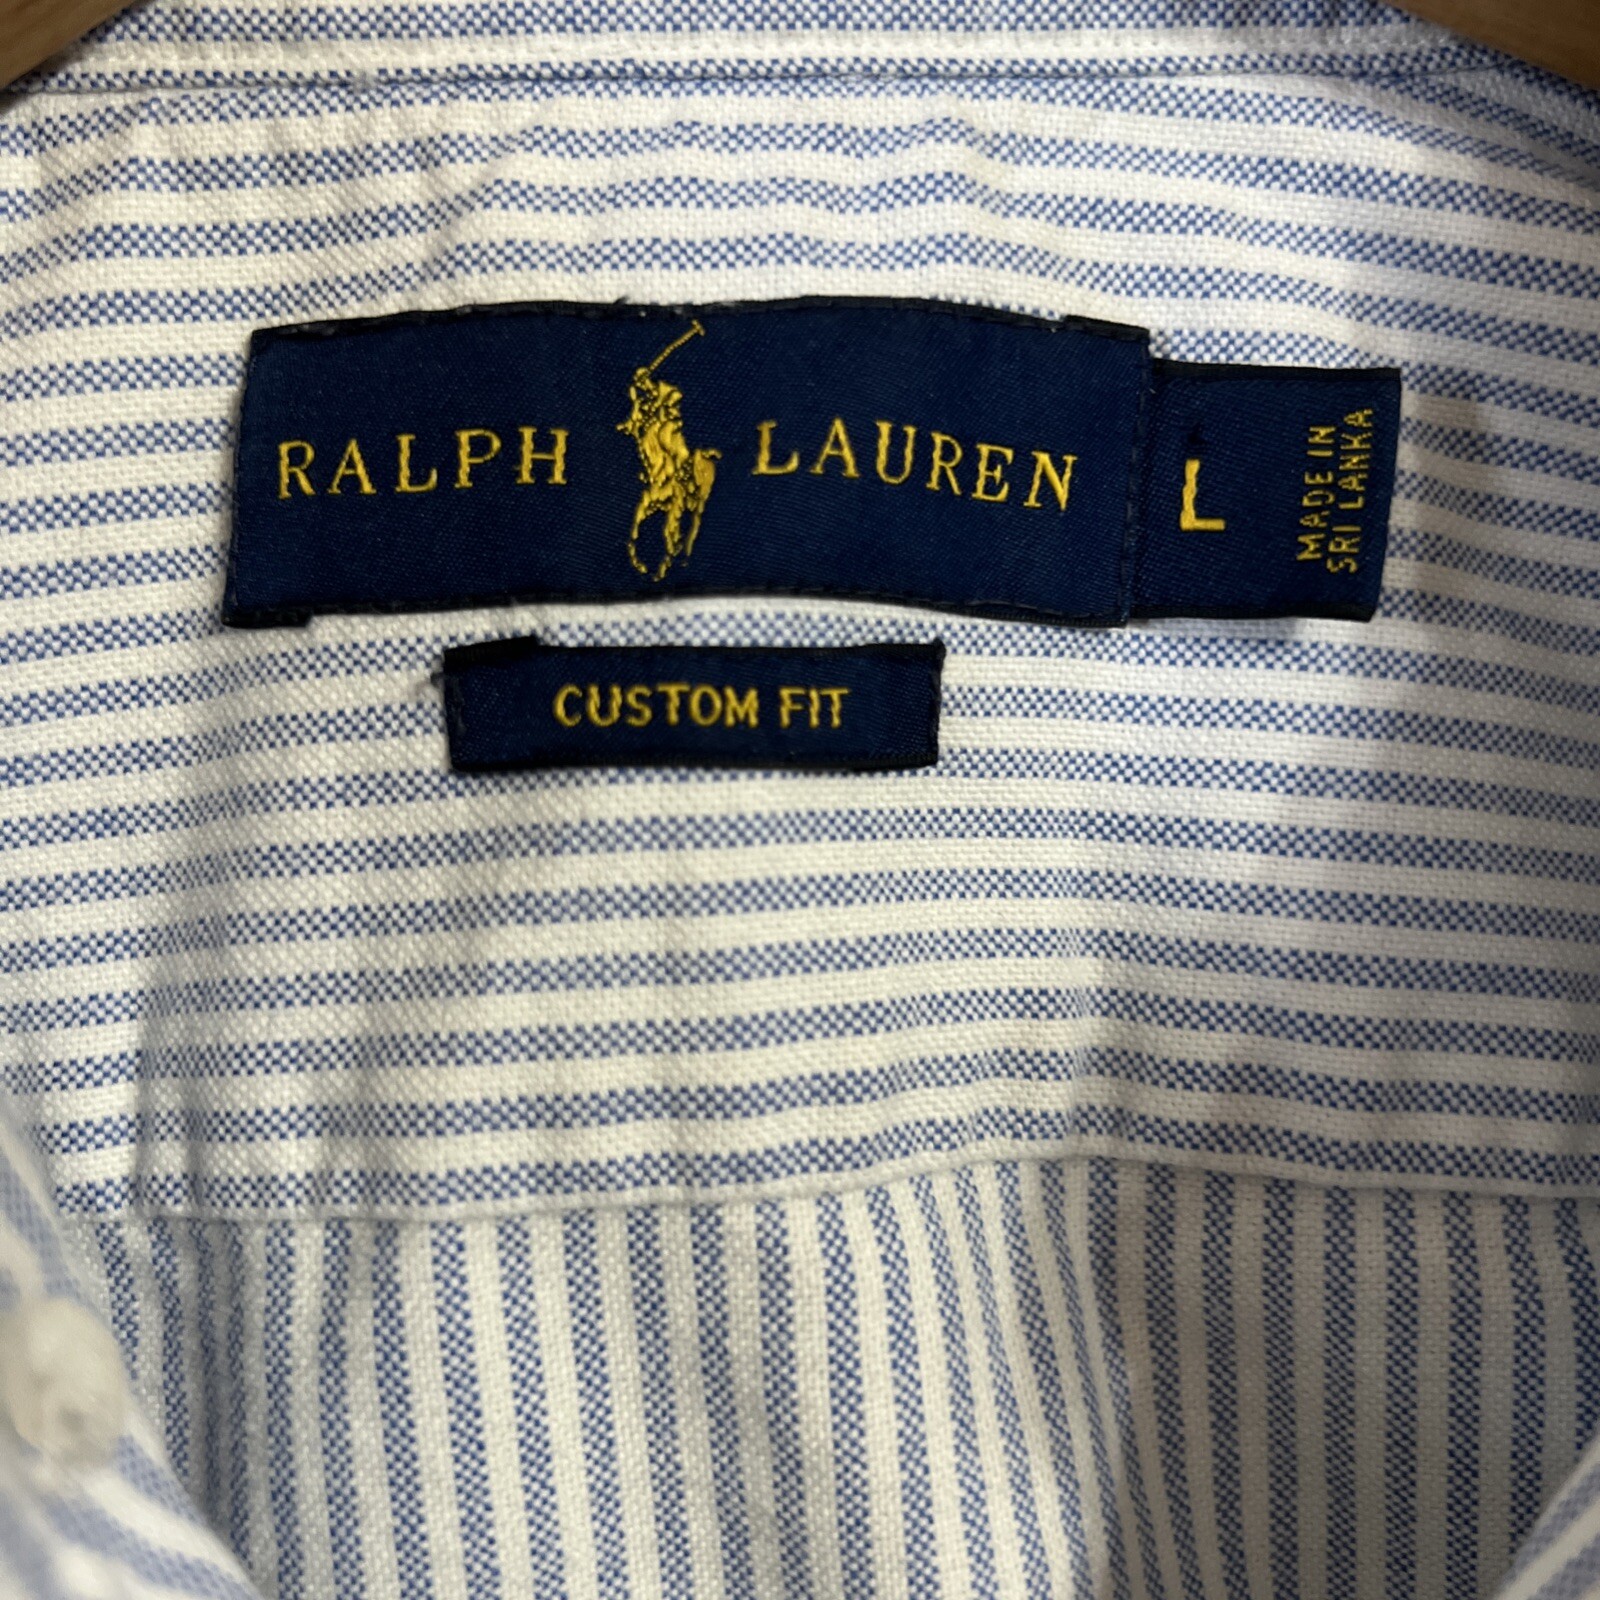 RALPH LAUREN
L
MADE IN
SRI LANKA
CUSTOM FIT